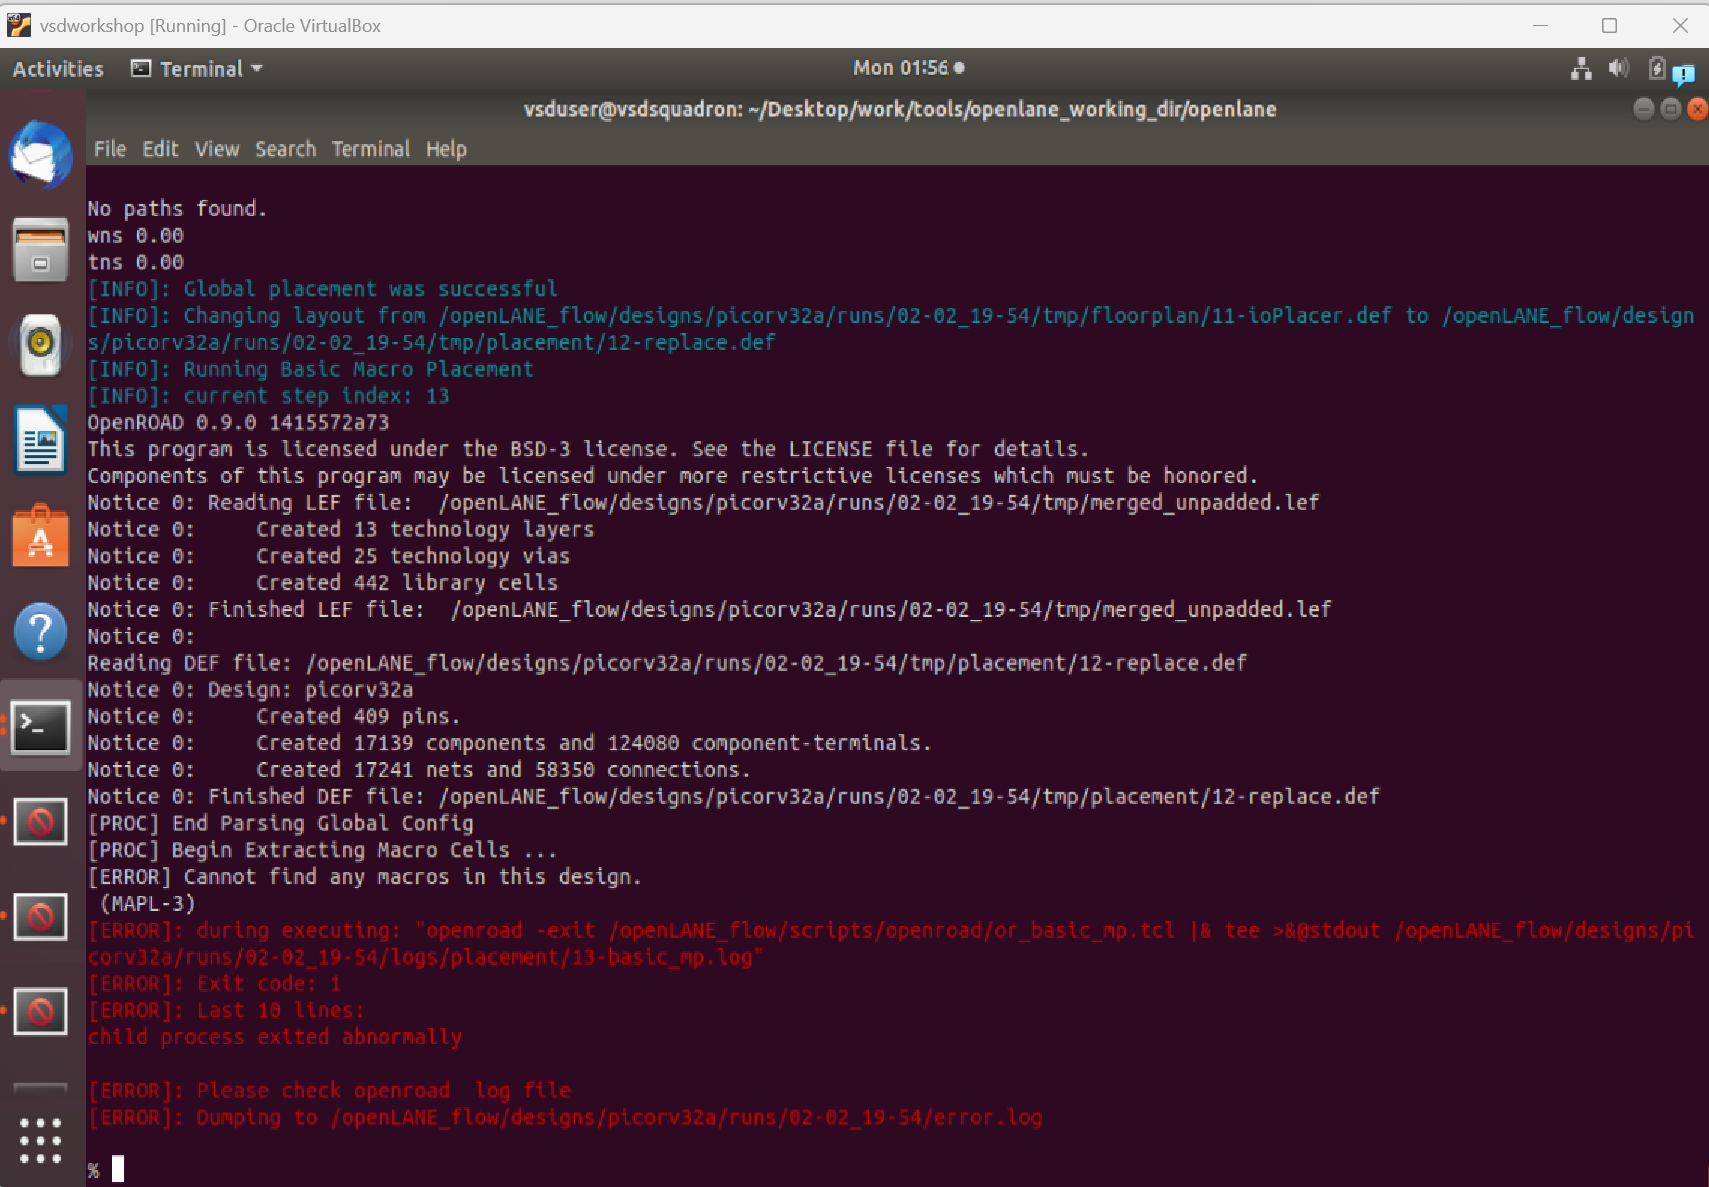 vsdworkshop [Running] - Oracle VirtualBox
Activities Terminal Mon 01:56
vsduser@vsdsquadron: ~/Desktop/work/tools/openlane_working_dir/openlane
File Edit View Search Terminal Help
No paths found.
wns 0.00
tns 0.00
[INFO]: Global placement was successful
[INFO]: Changing layout from /openLANE_flow/designs/picorv32a/runs/02-02_19-54/tmp/floorplan/11-ioPlacer.def to /openLANE_flow/design
s/picorv32a/runs/02-02_19-54/tmp/placement/12-replace.def
[INFO]: Running Basic Macro Placement
[INFO]: current step index: 13
OpenROAD 0.9.0 1415572a73
This program is licensed under the BSD-3 license. See the LICENSE file for details.
Components of this program may be licensed under more restrictive licenses which must be honored.
Notice 0: Reading LEF file:  /openLANE_flow/designs/picorv32a/runs/02-02_19-54/tmp/merged_unpadded.lef
Notice 0:     Created 13 technology layers
Notice 0:     Created 25 technology vias
Notice 0:     Created 442 library cells
Notice 0: Finished LEF file:  /openLANE_flow/designs/picorv32a/runs/02-02_19-54/tmp/merged_unpadded.lef
Notice 0:
Reading DEF file: /openLANE_flow/designs/picorv32a/runs/02-02_19-54/tmp/placement/12-replace.def
Notice 0: Design: picorv32a
Notice 0:     Created 409 pins.
Notice 0:     Created 17139 components and 124080 component-terminals.
Notice 0:     Created 17241 nets and 58350 connections.
Notice 0: Finished DEF file: /openLANE_flow/designs/picorv32a/runs/02-02_19-54/tmp/placement/12-replace.def
[PROC] End Parsing Global Config
[PROC] Begin Extracting Macro Cells ...
[ERROR] Cannot find any macros in this design.
 (MAPL-3)
[ERROR]: during executing: "openroad -exit /openLANE_flow/scripts/openroad/or_basic_mp.tcl |& tee >&@stdout /openLANE_flow/designs/pi
corv32a/runs/02-02_19-54/logs/placement/13-basic_mp.log"
[ERROR]: Exit code: 1
[ERROR]: Last 10 lines:
child process exited abnormally
[ERROR]: Please check openroad  log file
[ERROR]: Dumping to /openLANE_flow/designs/picorv32a/runs/02-02_19-54/error.log
%